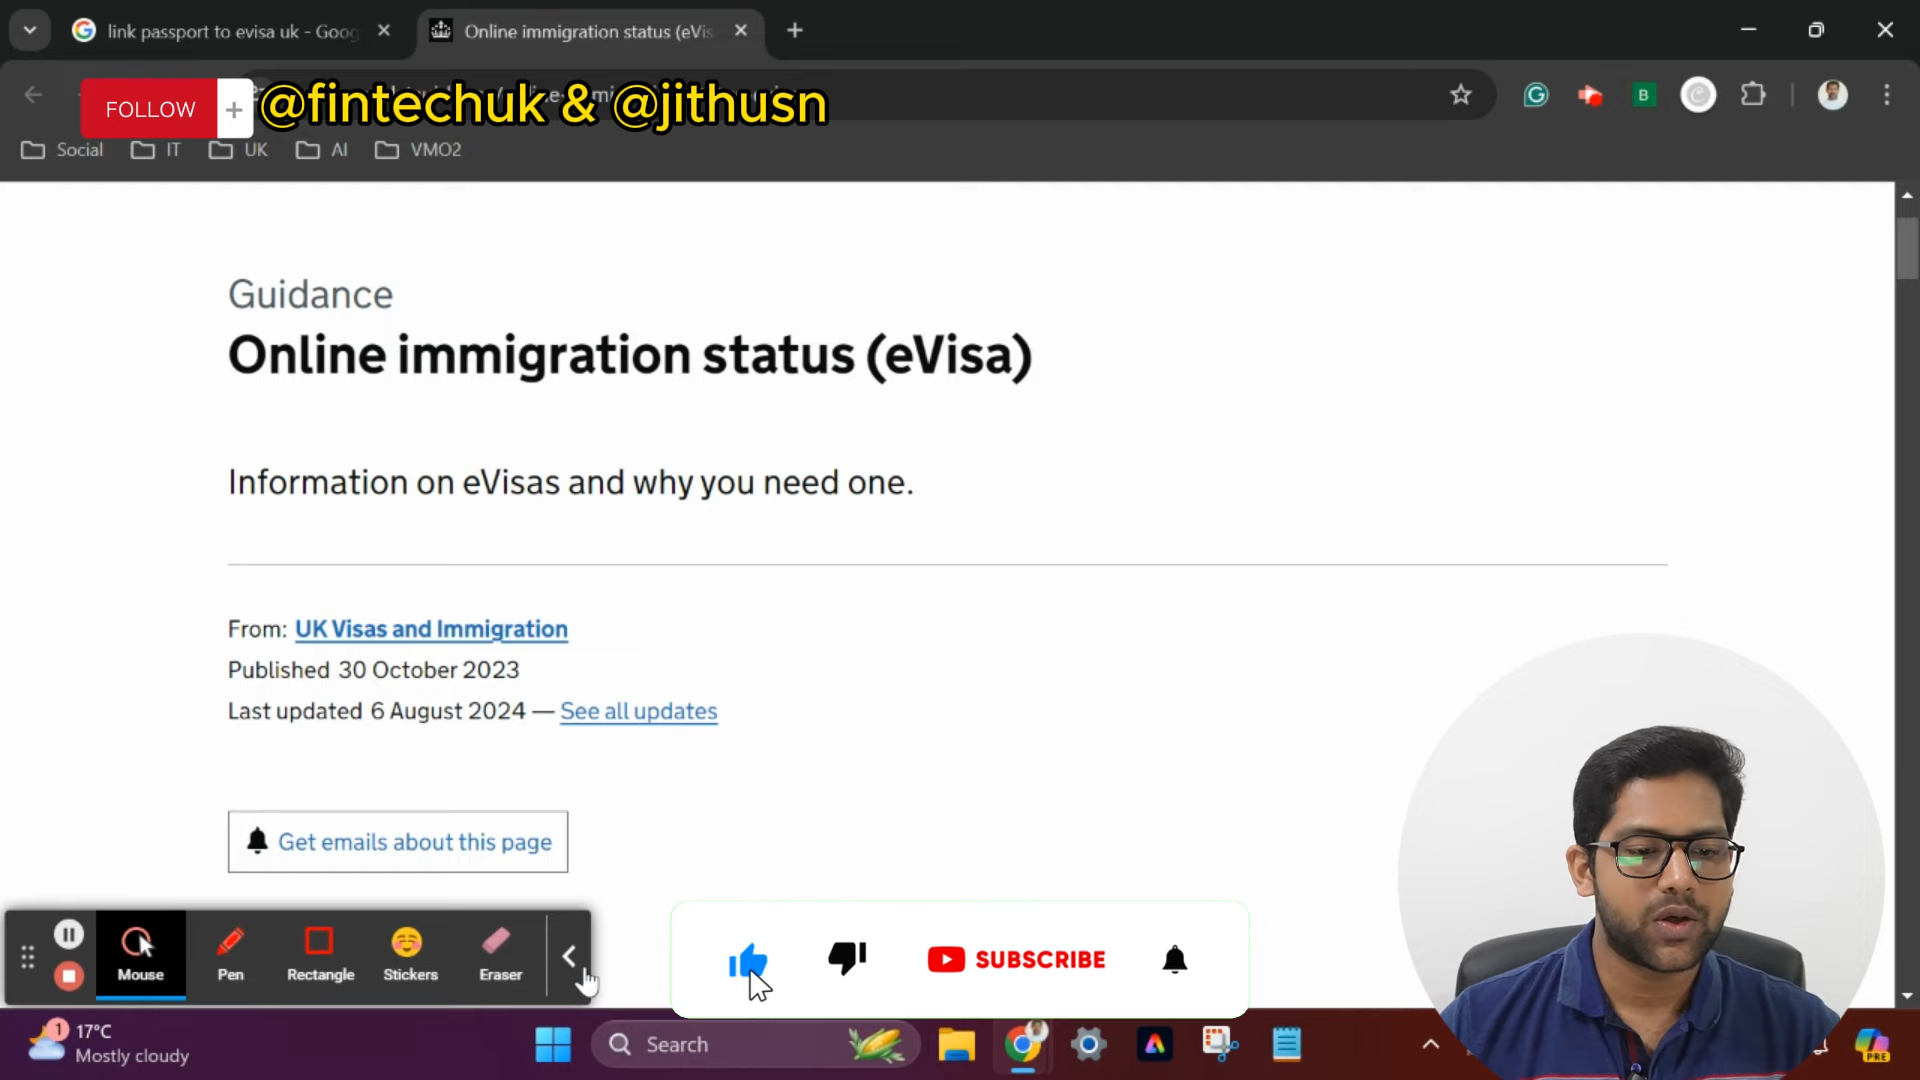 link passport to evisa uk - Goog
Online immigration status (eVis
FOLLOW +
@fintechuk & @jithusn
Social
IT
UK
AI
VMO2
B
Guidance
Online immigration status (eVisa)
Information on eVisas and why you need one.
From: UK Visas and Immigration
Published 30 October 2023
Last updated 6 August 2024 — See all updates
Get emails about this page
Mouse
Pen
Rectangle
Stickers
Eraser
SUBSCRIBE
1
17°C
Mostly cloudy
Search
PRE